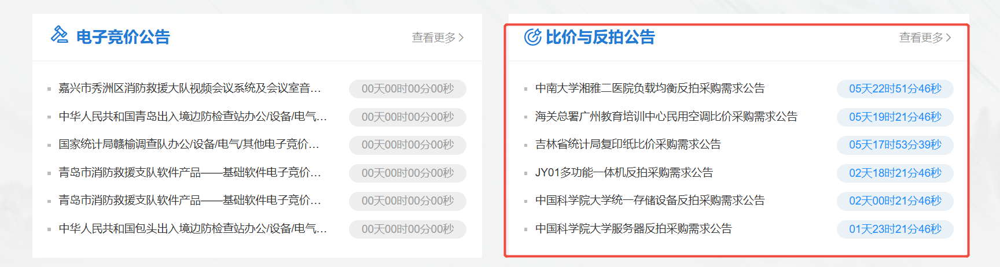 电子竞价公告
查看更多
嘉兴市秀洲区消防救援大队视频会议系统及会议室音... 00天00时00分00秒
中华人民共和国青岛出入境边防检查站办公/设备/电气... 00天00时00分00秒
国家统计局赣榆调查队办公/设备/电气/其他电子竞价... 00天00时00分00秒
青岛市消防救援支队软件产品——基础软件电子竞价... 00天00时00分00秒
青岛市消防救援支队软件产品——基础软件电子竞价... 00天00时00分00秒
中华人民共和国包头出入境边防检查站办公/设备/电气... 00天00时00分00秒
比价与反拍公告
查看更多
中南大学湘雅二医院负载均衡反拍采购需求公告 05天22时51分46秒
海关总署广州教育培训中心民用空调比价采购需求公告 05天19时21分46秒
吉林省统计局复印纸比价采购需求公告 05天17时53分39秒
JY01多功能一体机反拍采购需求公告 02天18时21分46秒
中国科学院大学统一存储设备反拍采购需求公告 02天00时21分46秒
中国科学院大学服务器反拍采购需求公告 01天23时21分46秒